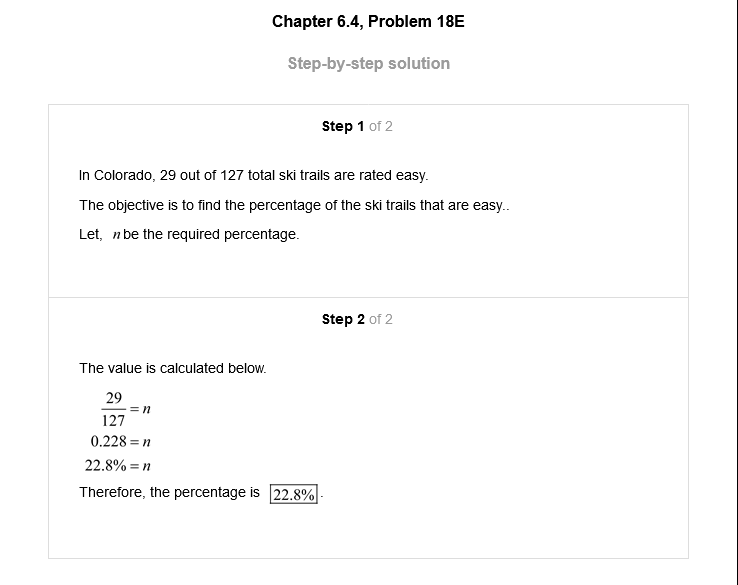 Chapter 6.4, Problem 18E
Step-by-step solution
Step 1 of 2
In Colorado, 29 out of 127 total ski trails are rated easy.
The objective is to find the percentage of the ski trails that are easy..
Let, n be the required percentage.
Step 2 of 2
The value is calculated below.
29/127 = n
0.228 = n
22.8% = n
Therefore, the percentage is 22.8%.